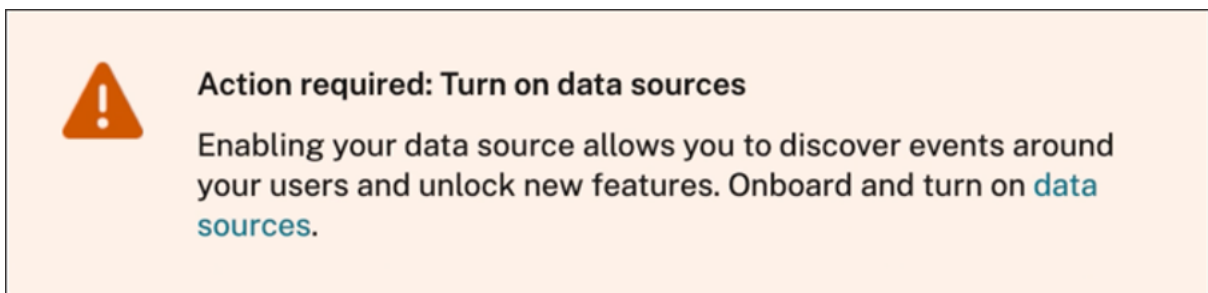 Action required: Turn on data sources
Enabling your data source allows you to discover events around
your users and unlock new features. Onboard and turn on data
sources.